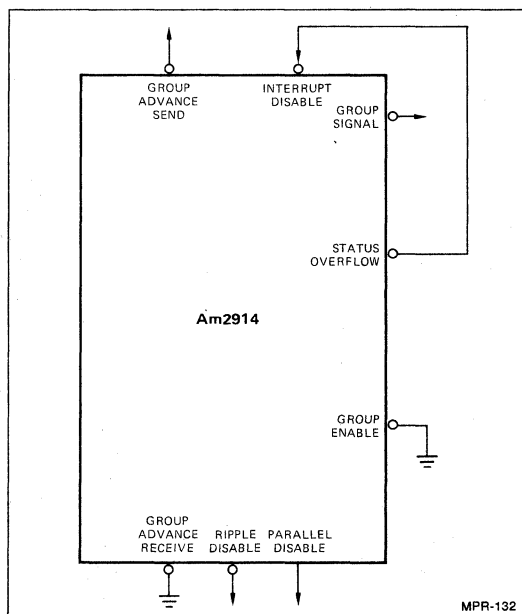 GROUP
ADVANCE
SEND
INTERRUPT
DISABLE
GROUP
SIGNAL
STATUS
OVERFLOW
Am2914
GROUP
ENABLE
GROUP
ADVANCE
RECEIVE
RIPPLE
DISABLE
PARALLEL
DISABLE
MPR-132